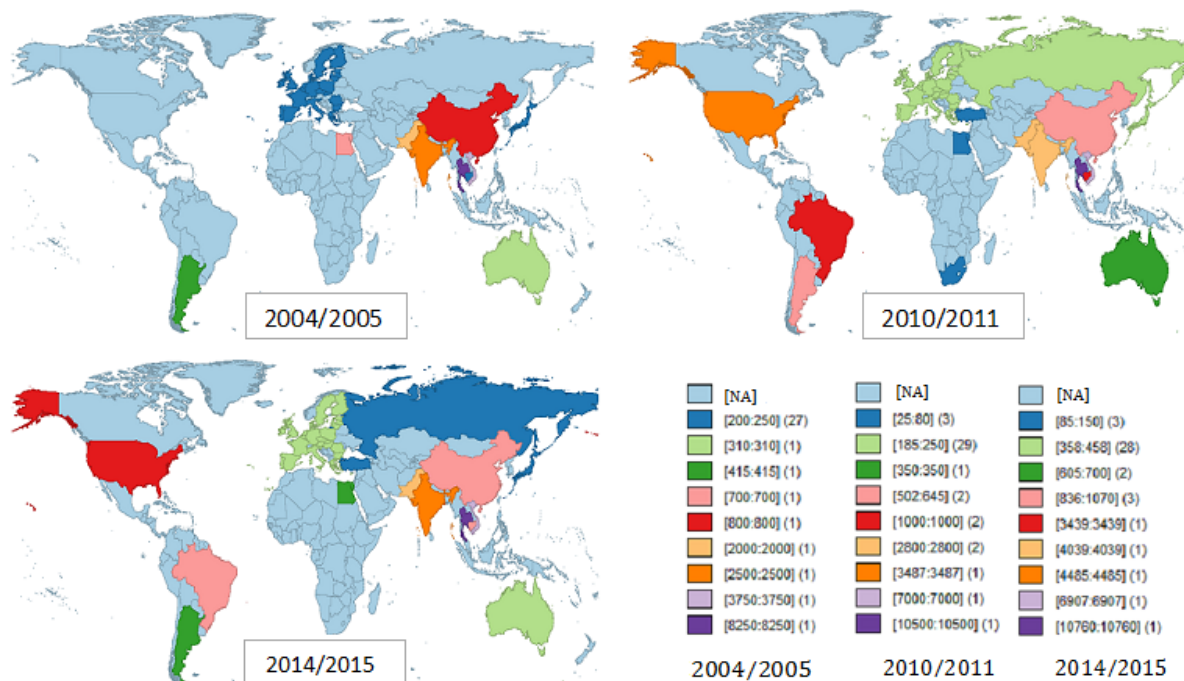 2004/2005
2010/2011
2014/2015
[NA] [NA] [NA]
[200:250] (27) [25:80] (3) [85:150] (3)
[310:310] (1) [185:250] (29) [358:458] (28)
[415:415] (1) [350:350] (1) [605:700] (2)
[700:700] (1) [502:645] (2) [836:1070] (3)
[800:800] (1) [1000:1000] (2) [3439:3439] (1)
[2000:2000] (1) [2800:2800] (2) [4039:4039] (1)
[2500:2500] (1) [3487:3487] (1) [4485:4485] (1)
[3750:3750] (1) [7000:7000] (1) [6907:6907] (1)
[8250:8250] (1) [10500:10500] (1) [10760:10760] (1)
2004/2005 2010/2011 2014/2015